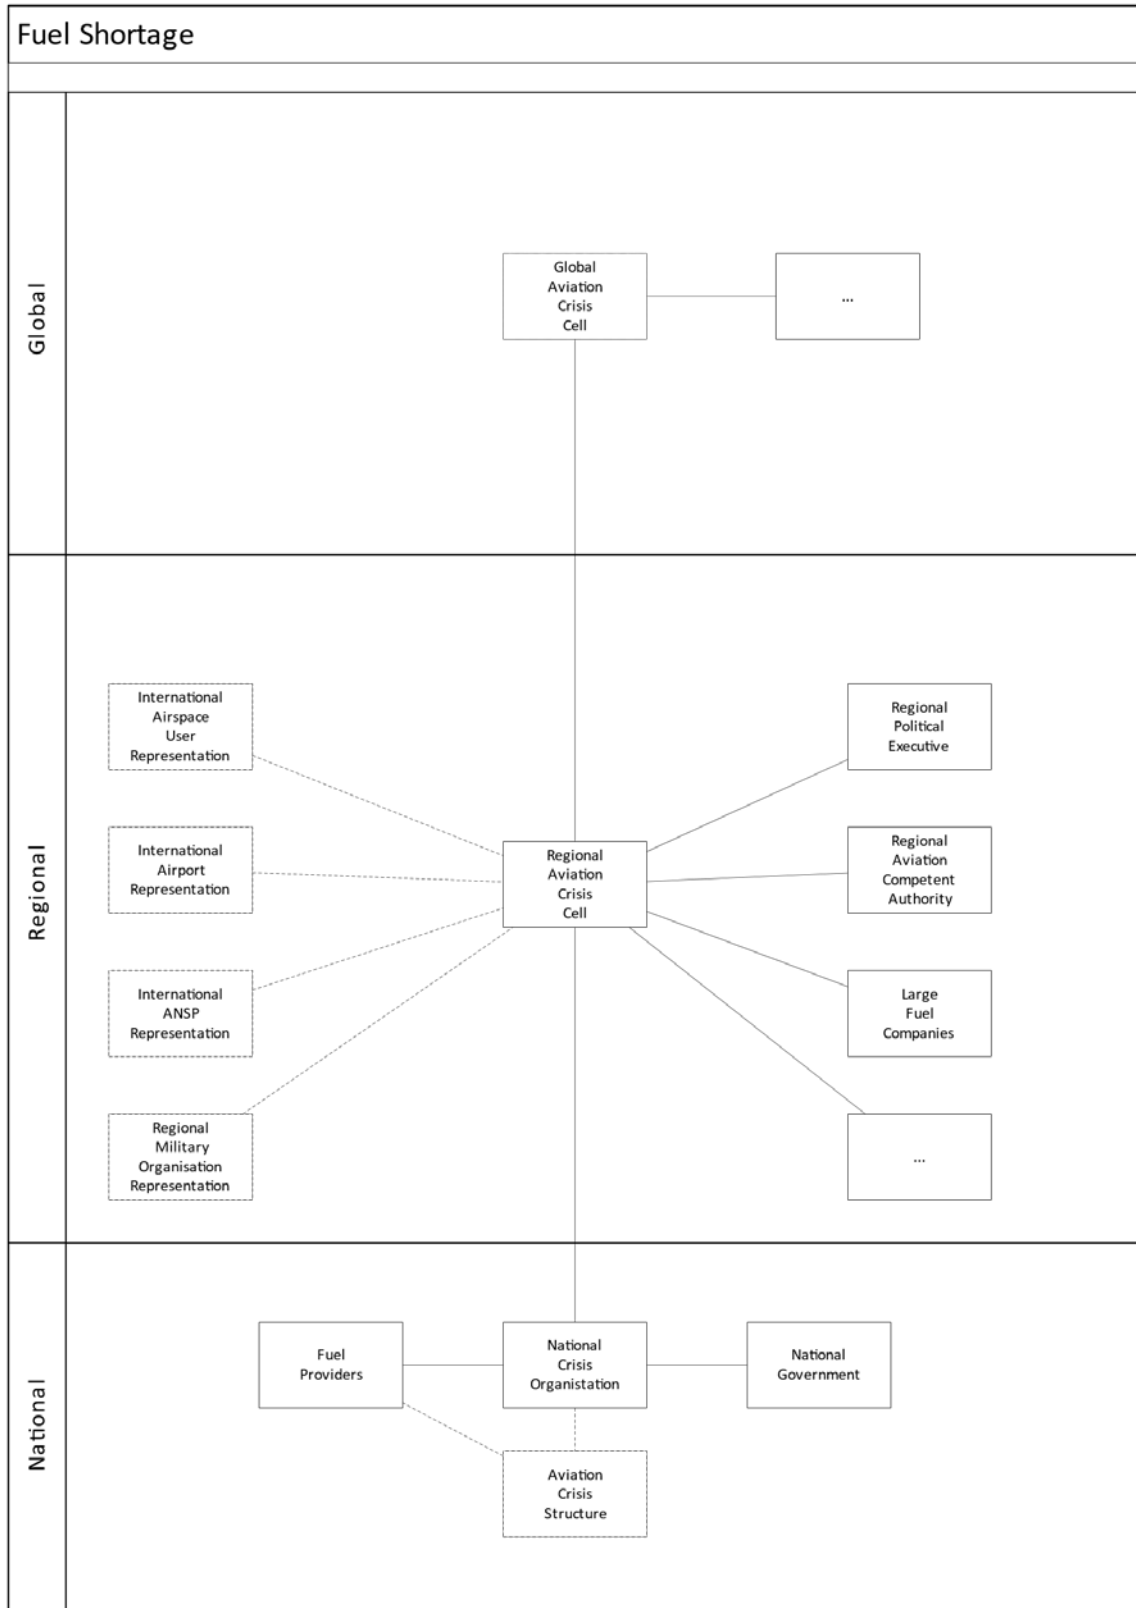 Fuel Shortage
Global
Global
Aviation
Crisis
Cell
...
Regional
International
Airspace
User
Representation
Regional
Political
Executive
International
Airport
Representation
Regional
Aviation
Crisis
Cell
Regional
Aviation
Competent
Authority
International
ANSP
Representation
Large
Fuel
Companies
Regional
Military
Organisation
Representation
...
National
Fuel
Providers
National
Crisis
Organistation
National
Government
Aviation
Crisis
Structure